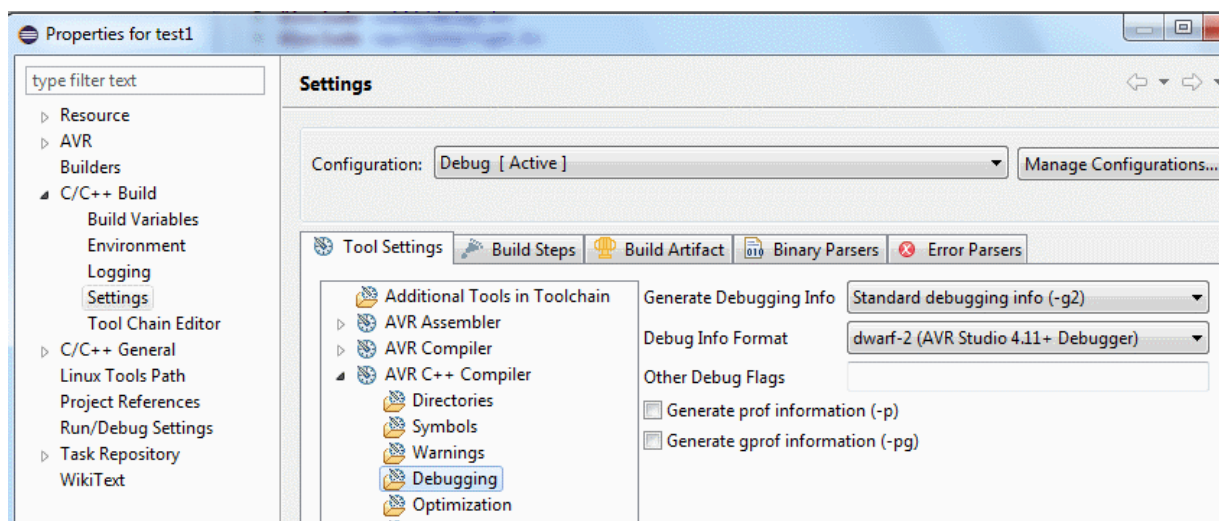 Properties for test1
type filter text
Resource
AVR
Builders
C/C++ Build
Build Variables
Environment
Logging
Settings
Tool Chain Editor
C/C++ General
Linux Tools Path
Project References
Run/Debug Settings
Task Repository
WikiText
Settings
Configuration: Debug [ Active ] Manage Configurations...
Tool Settings Build Steps Build Artifact Binary Parsers Error Parsers
Additional Tools in Toolchain
AVR Assembler
AVR Compiler
AVR C++ Compiler
Directories
Symbols
Warnings
Debugging
Optimization
Generate Debugging Info Standard debugging info (-g2)
Debug Info Format dwarf-2 (AVR Studio 4.11+ Debugger)
Other Debug Flags
Generate prof information (-p)
Generate gprof information (-pg)